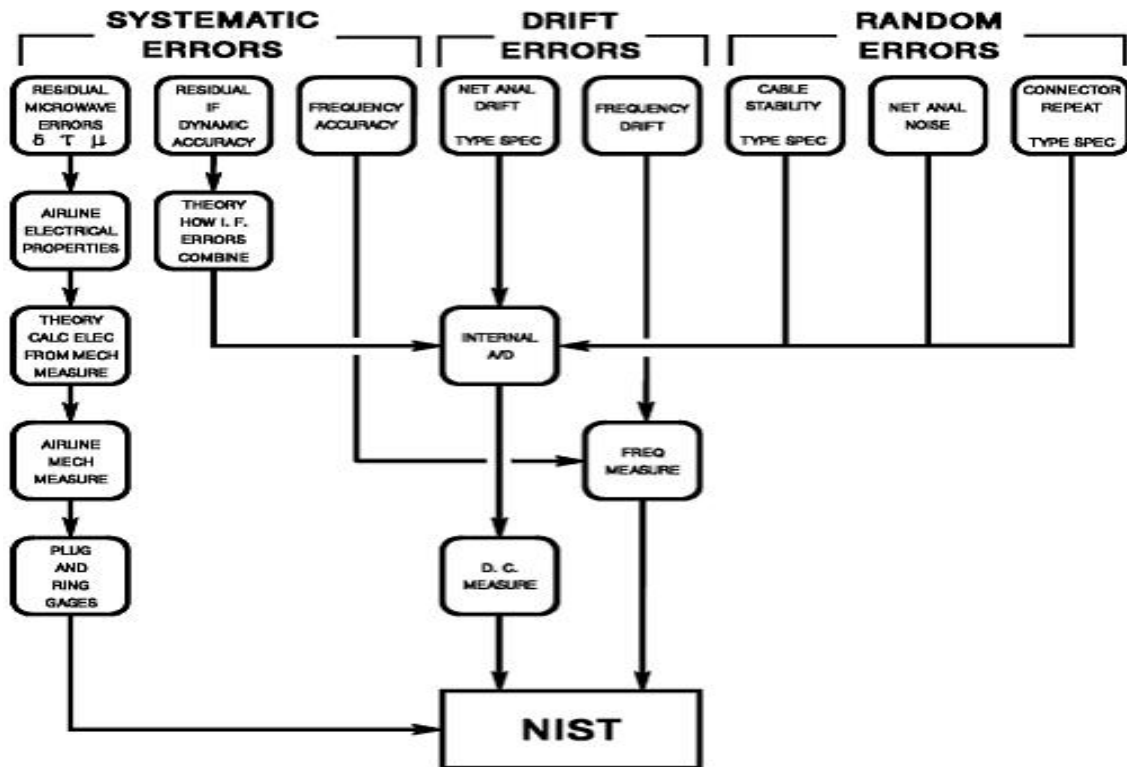 SYSTEMATIC
ERRORS
DRIFT
ERRORS
RANDOM
ERRORS
RESIDUAL
MICROWAVE
ERRORS
δ τ μ
RESIDUAL
IF
DYNAMIC
ACCURACY
FREQUENCY
ACCURACY
NET ANAL
DRIFT
TYPE SPEC
FREQUENCY
DRIFT
CABLE
STABILITY
TYPE SPEC
NET ANAL
NOISE
CONNECTOR
REPEAT
TYPE SPEC
AIRLINE
ELECTRICAL
PROPERTIES
THEORY
HOW I. F.
ERRORS
COMBINE
THEORY
CALC ELEC
FROM MECH
MEASURE
INTERNAL
A/D
AIRLINE
MECH
MEASURE
FREQ
MEASURE
PLUG
AND
RING
GAGES
D. C.
MEASURE
NIST